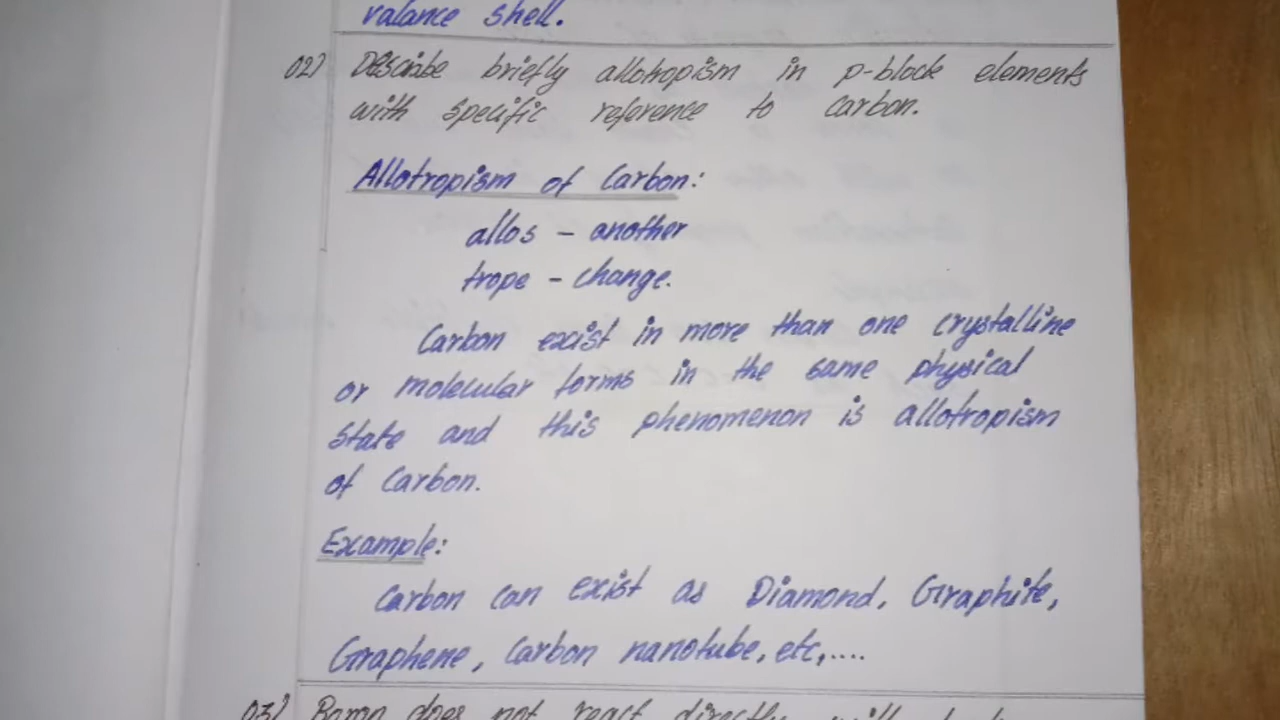 valance shell.
02) Describe briefly allotropism in p-block elements
with specific reference to carbon.
Allotropism of Carbon:
allos - another
trope - change.
Carbon exist in more than one crystalline
or molecular forms in the same physical
state and this phenomenon is allotropism
of Carbon.
Example:
Carbon can exist as Diamond, Graphite,
Graphene, Carbon nanotube, etc,....
03) Boron does not react directly with